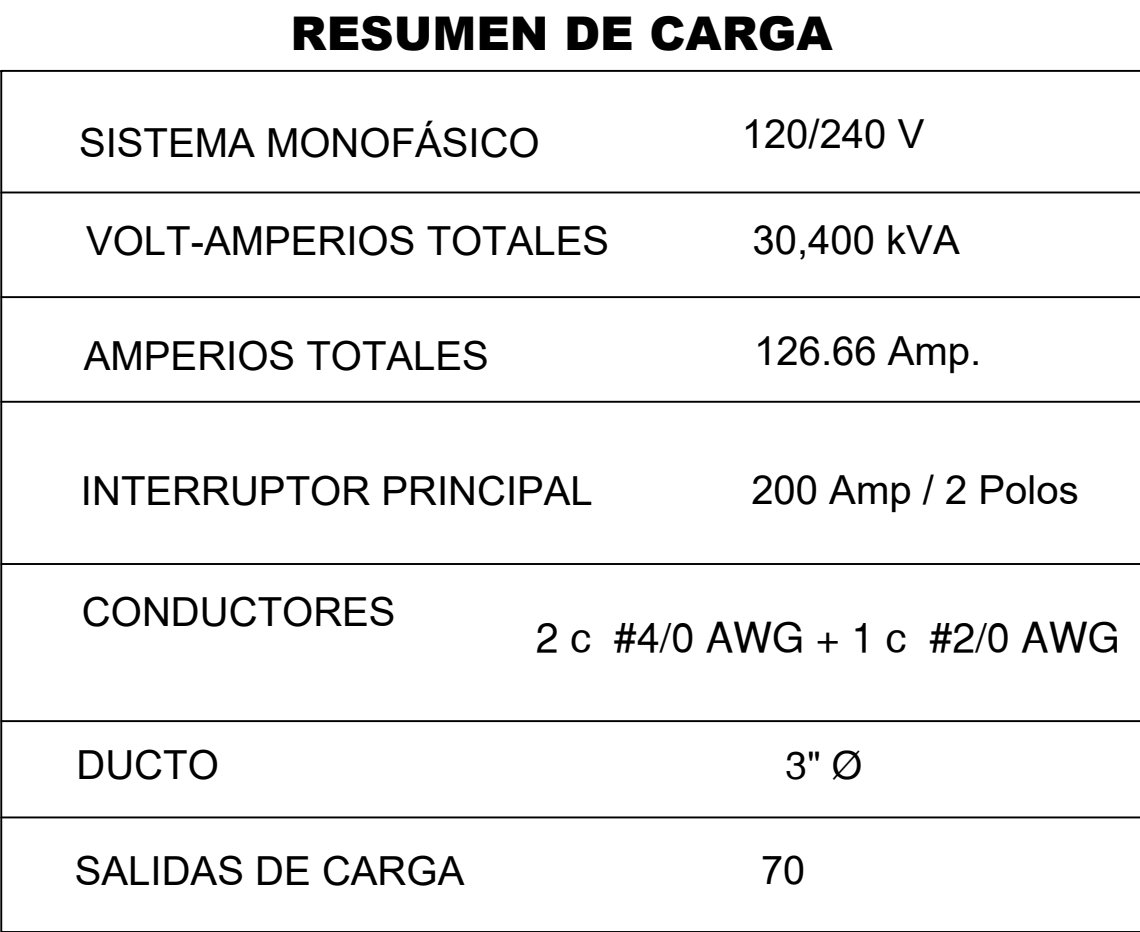 RESUMEN DE CARGA
SISTEMA MONOFÁSICO 120/240 V
VOLT-AMPERIOS TOTALES 30,400 kVA
AMPERIOS TOTALES 126.66 Amp.
INTERRUPTOR PRINCIPAL 200 Amp / 2 Polos
CONDUCTORES 2 c #4/0 AWG + 1 c #2/0 AWG
DUCTO 3" Ø
SALIDAS DE CARGA 70